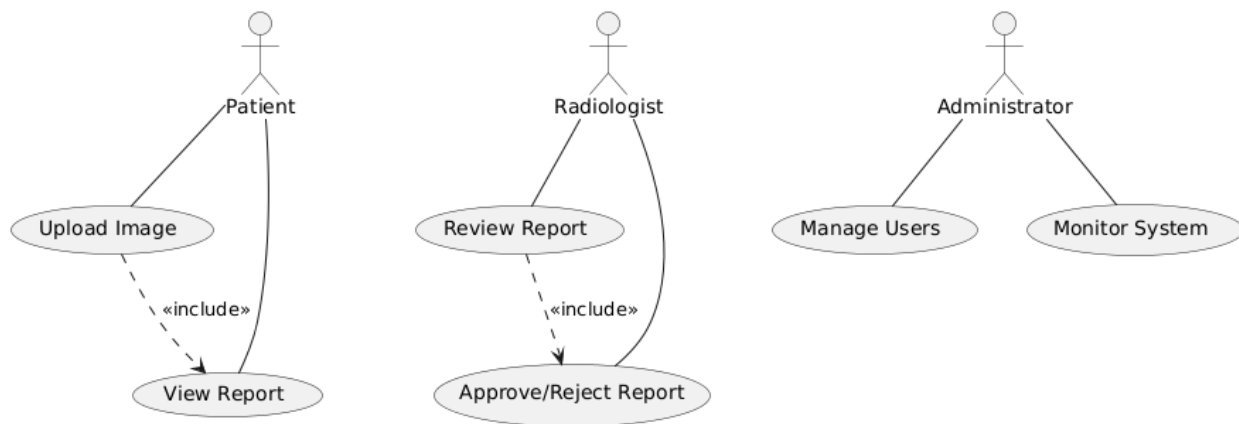 Patient
Radiologist
Administrator
Upload Image
Review Report
Manage Users
Monitor System
«include»
«include»
View Report
Approve/Reject Report